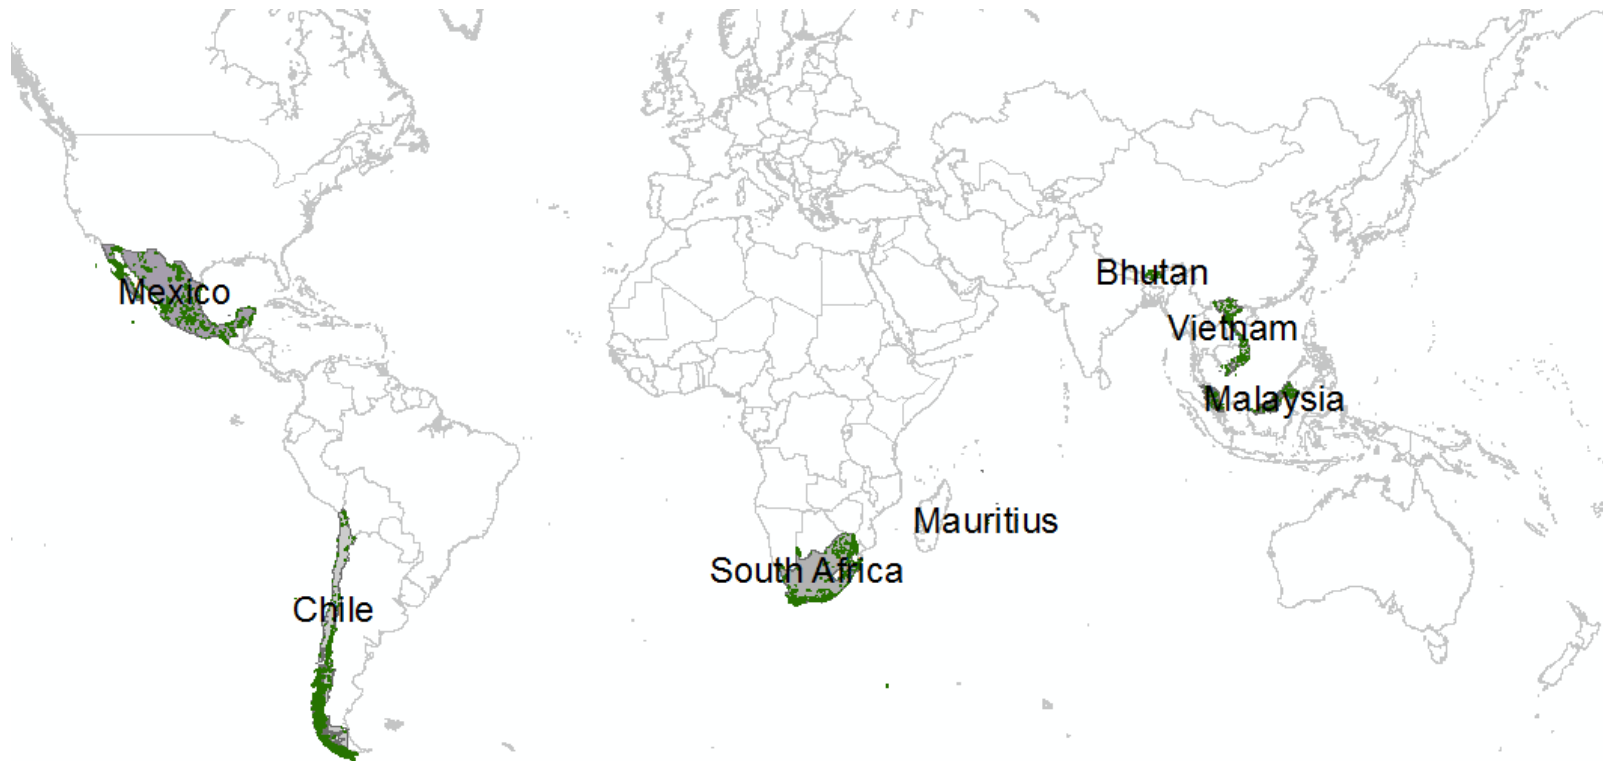 Bhutan
Mexico
Vietnam
Malaysia
Mauritius
South Africa
Chile